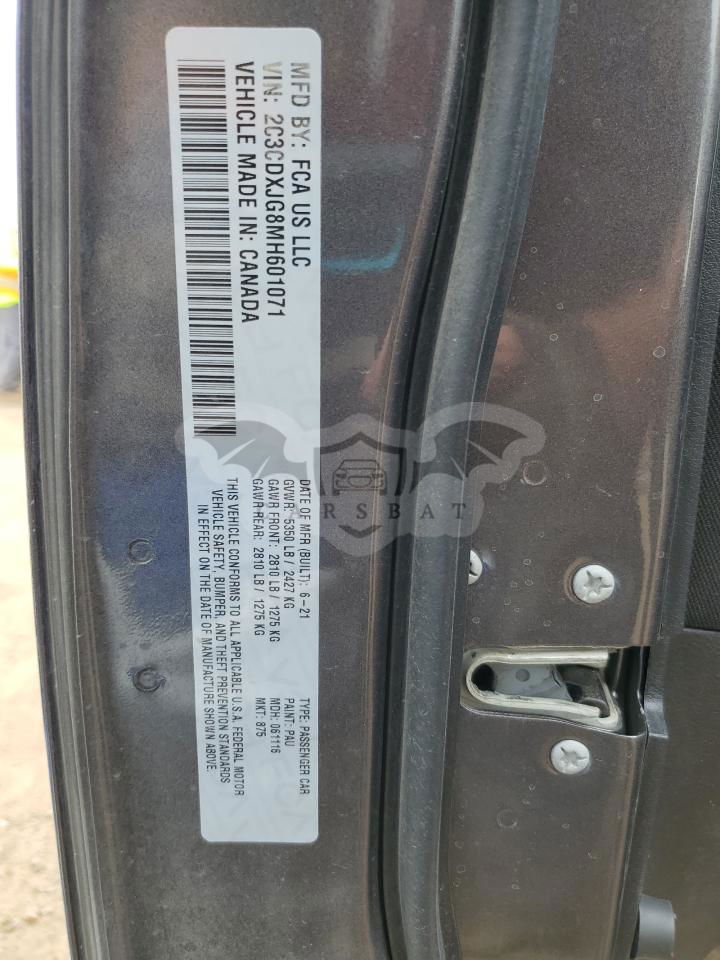 MFD BY: FCA US LLC
VIN: 2C3CDXJG8MH601071
VEHICLE MADE IN: CANADA
DATE OF MFR (BUILT): 6-21
GVWR: 5350 LB / 2427 KG
GAWR FRONT: 2810 LB / 1275 KG
GAWR REAR: 2810 LB / 1275 KG
TYPE: PASSENGER CAR
PAINT: PAU
MDH: 061116
MKT: 875
THIS VEHICLE CONFORMS TO ALL APPLICABLE U.S.A. FEDERAL MOTOR
VEHICLE SAFETY, BUMPER, AND THEFT PREVENTION STANDARDS
IN EFFECT ON THE DATE OF MANUFACTURE SHOWN ABOVE.
CARSBAT